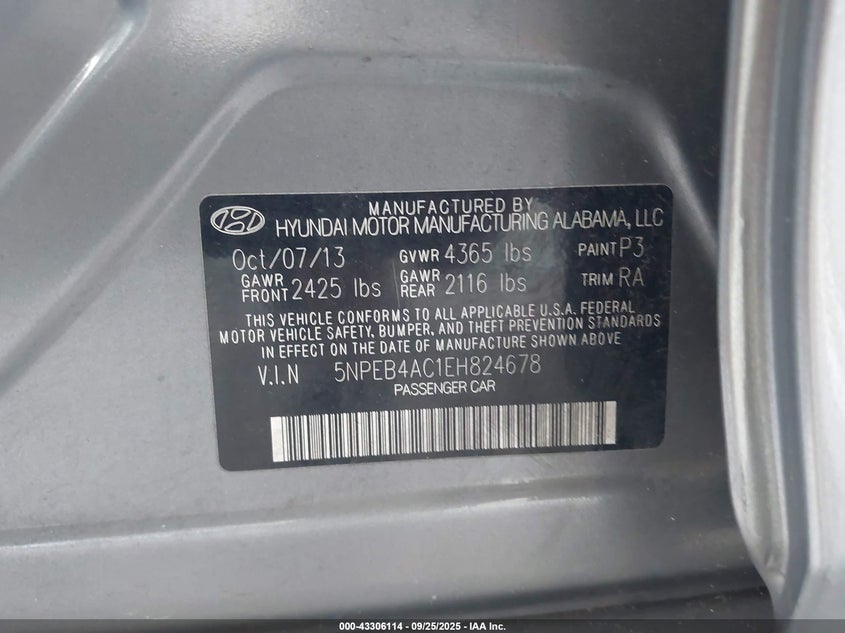 MANUFACTURED BY
HYUNDAI MOTOR MANUFACTURING ALABAMA, LLC
Oct/07/13 GVWR 4365 lbs PAINT P3
GAWR FRONT 2425 lbs GAWR REAR 2116 lbs TRIM RA
THIS VEHICLE CONFORMS TO ALL APPLICABLE U.S.A. FEDERAL
MOTOR VEHICLE SAFETY, BUMPER, AND THEFT PREVENTION STANDARDS
IN EFFECT ON THE DATE OF MANUFACTURE SHOWN ABOVE
V.I.N 5NPEB4AC1EH824678
PASSENGER CAR
000-43306114 - 09/25/2025 - IAA Inc.